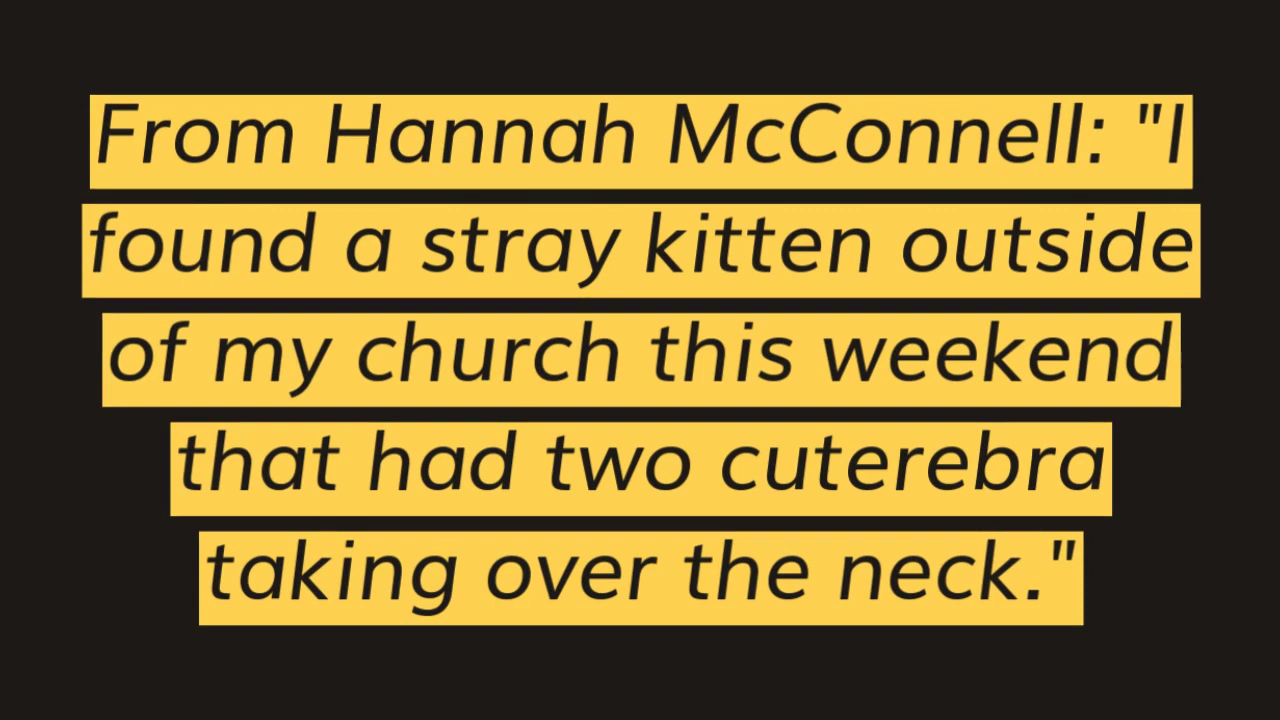 From Hannah McConnell: "I
found a stray kitten outside
of my church this weekend
that had two cuterebra
taking over the neck."